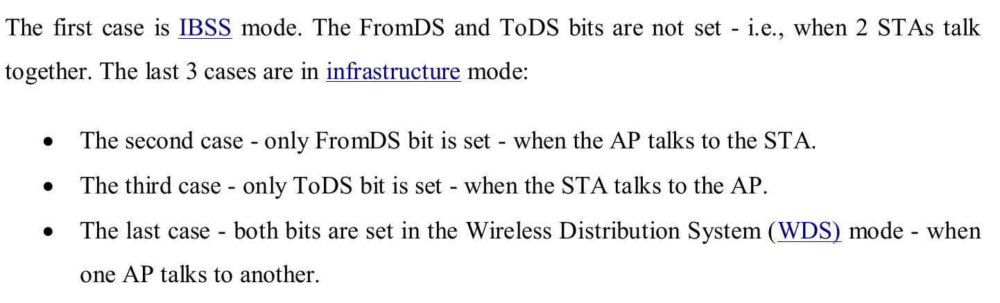 The first case is IBSS mode. The FromDS and ToDS bits are not set - i.e., when 2 STAs talk
together. The last 3 cases are in infrastructure mode:
• The second case - only FromDS bit is set - when the AP talks to the STA.
• The third case - only ToDS bit is set - when the STA talks to the AP.
• The last case - both bits are set in the Wireless Distribution System (WDS) mode - when
one AP talks to another.